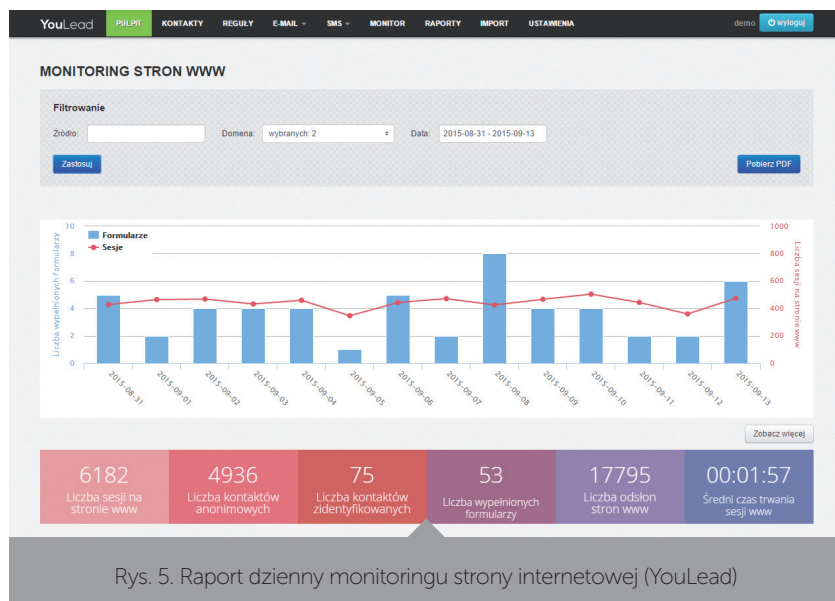 YouLead PULPIT KONTAKTY REGUŁY E-MAIL SMS MONITOR RAPORTY IMPORT USTAWIENIA demo wyloguj
MONITORING STRON WWW
Filtrowanie
Źródło: Domena: wybranych: 2 Data: 2015-08-31 - 2015-09-13
Zastosuj Pobierz PDF
Liczba wypełnionych formularzy
10
8
6
4
2
0
Formularze
Sesje
1000
800
600
400
200
0
Liczba sesji na stronie www
2015-08-31 2015-09-01 2015-09-02 2015-09-03 2015-09-04 2015-09-05 2015-09-06 2015-09-07 2015-09-08 2015-09-09 2015-09-10 2015-09-11 2015-09-12 2015-09-13
Zobacz więcej
6182
Liczba sesji na
stronie www
4936
Liczba kontaktów
anonimowych
75
Liczba kontaktów
zidentyfikowanych
53
Liczba wypełnionych
formularzy
17795
Liczba odsłon
stron www
00:01:57
Średni czas trwania
sesji www
Rys. 5. Raport dzienny monitoringu strony internetowej (YouLead)